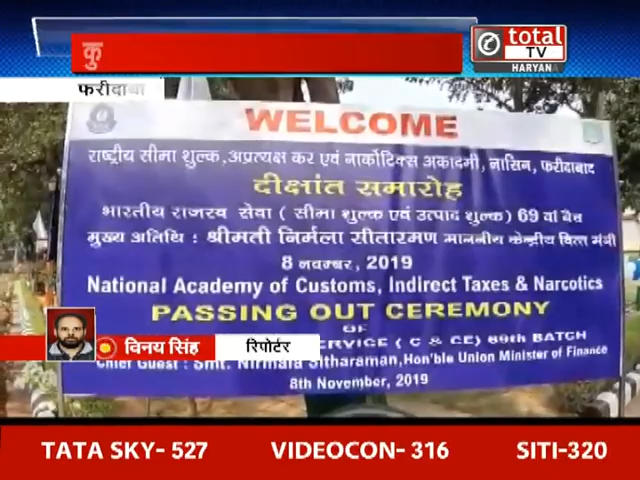 कु
total
TV
HARYAN
फरीदाबा
WELCOME
राष्ट्रीय सीमा शुल्क,अप्रत्यक्ष कर एवं नार्कोटिक्स अकादमी, नासिन, फरीदाबाद
दीक्षांत समारोह
भारतीय राजस्व सेवा ( सीमा शुल्क एवं उत्पाद शुल्क) 69 वां बैच
मुख्य अतिथि : श्रीमती निर्मला सीतारमण माननीय केन्द्रीय वित्त मंत्री
8 नवम्बर, 2019
National Academy of Customs, Indirect Taxes & Narcotics
PASSING OUT CEREMONY
OF
SERVICE ( C & CE) 69th BATCH
Chief Guest : Smt. Nirmala Sitharaman,Hon'ble Union Minister of Finance
8th November, 2019
विनय सिंह
रिपोर्टर
TATA SKY- 527 VIDEOCON- 316 SITI-320